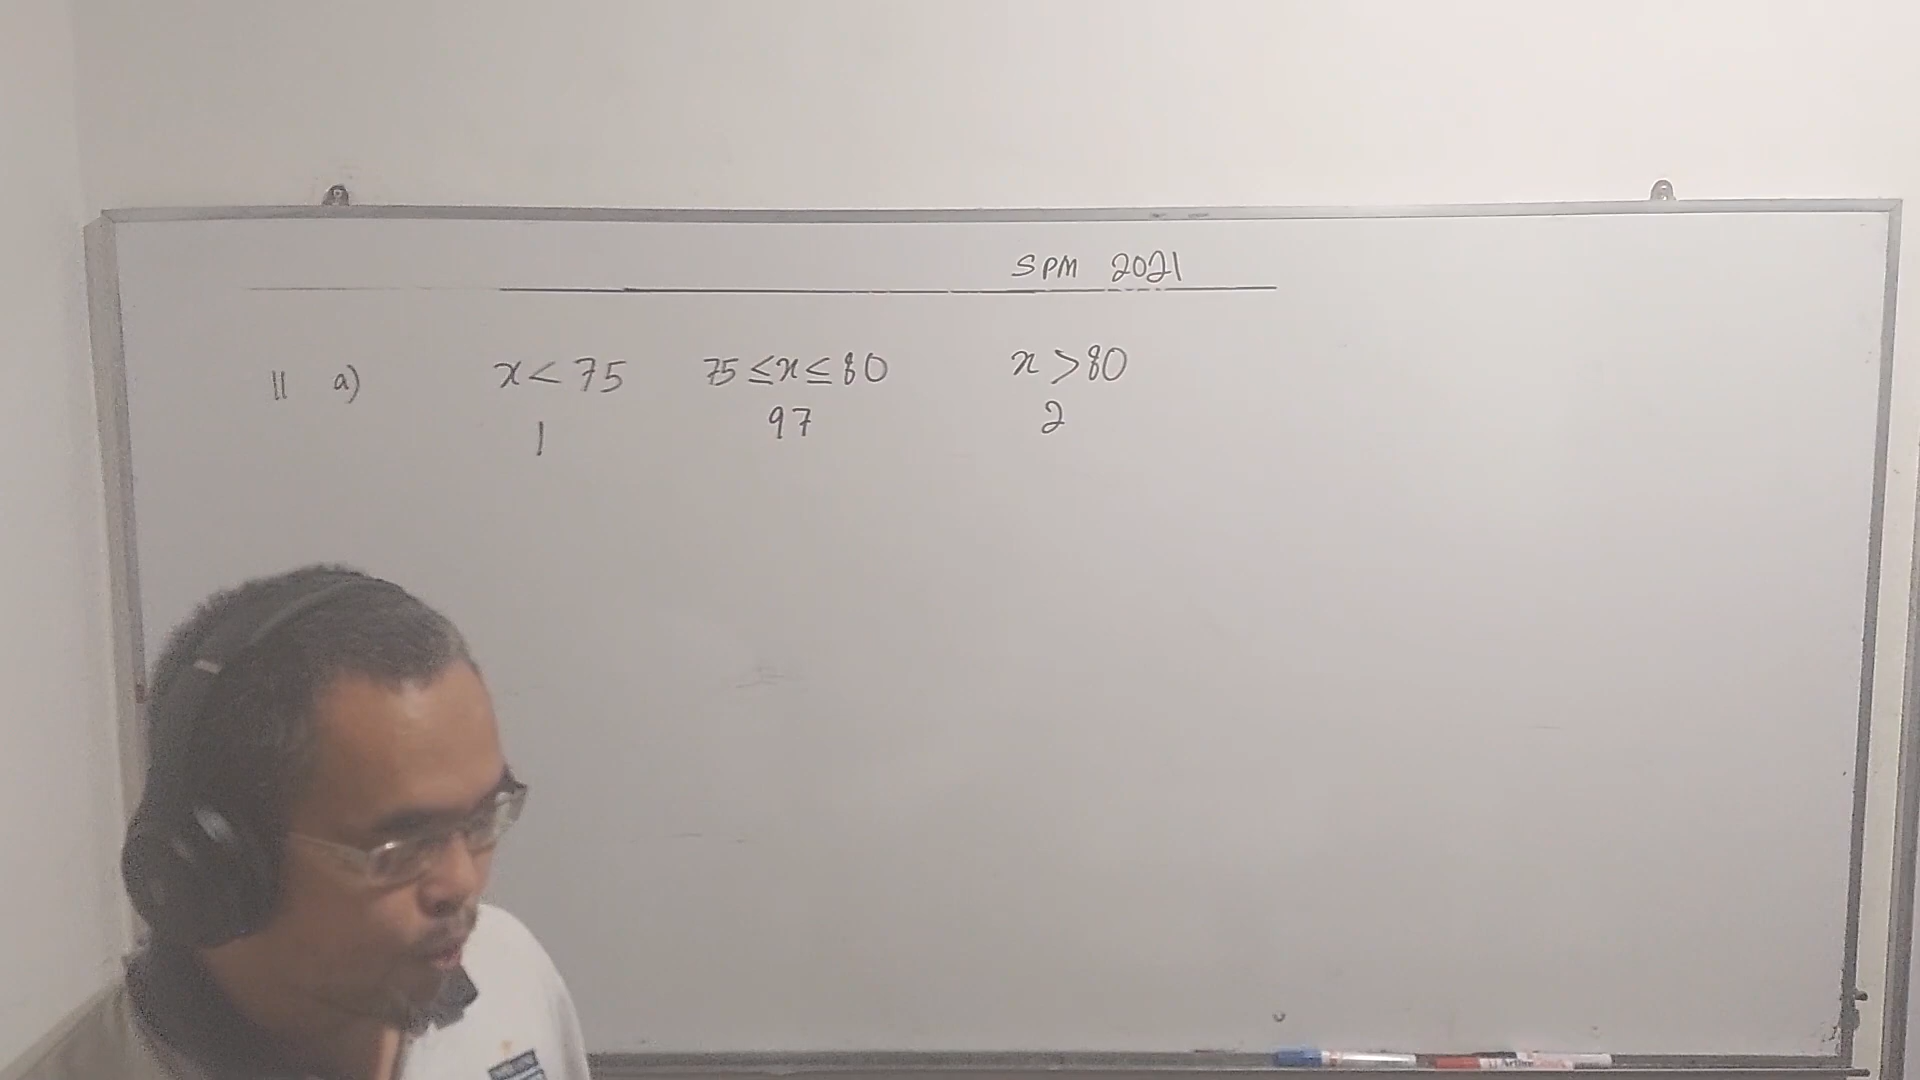 SPM 2021
11 a) x < 75 75 ≤ x ≤ 80 x > 80
1 97 2